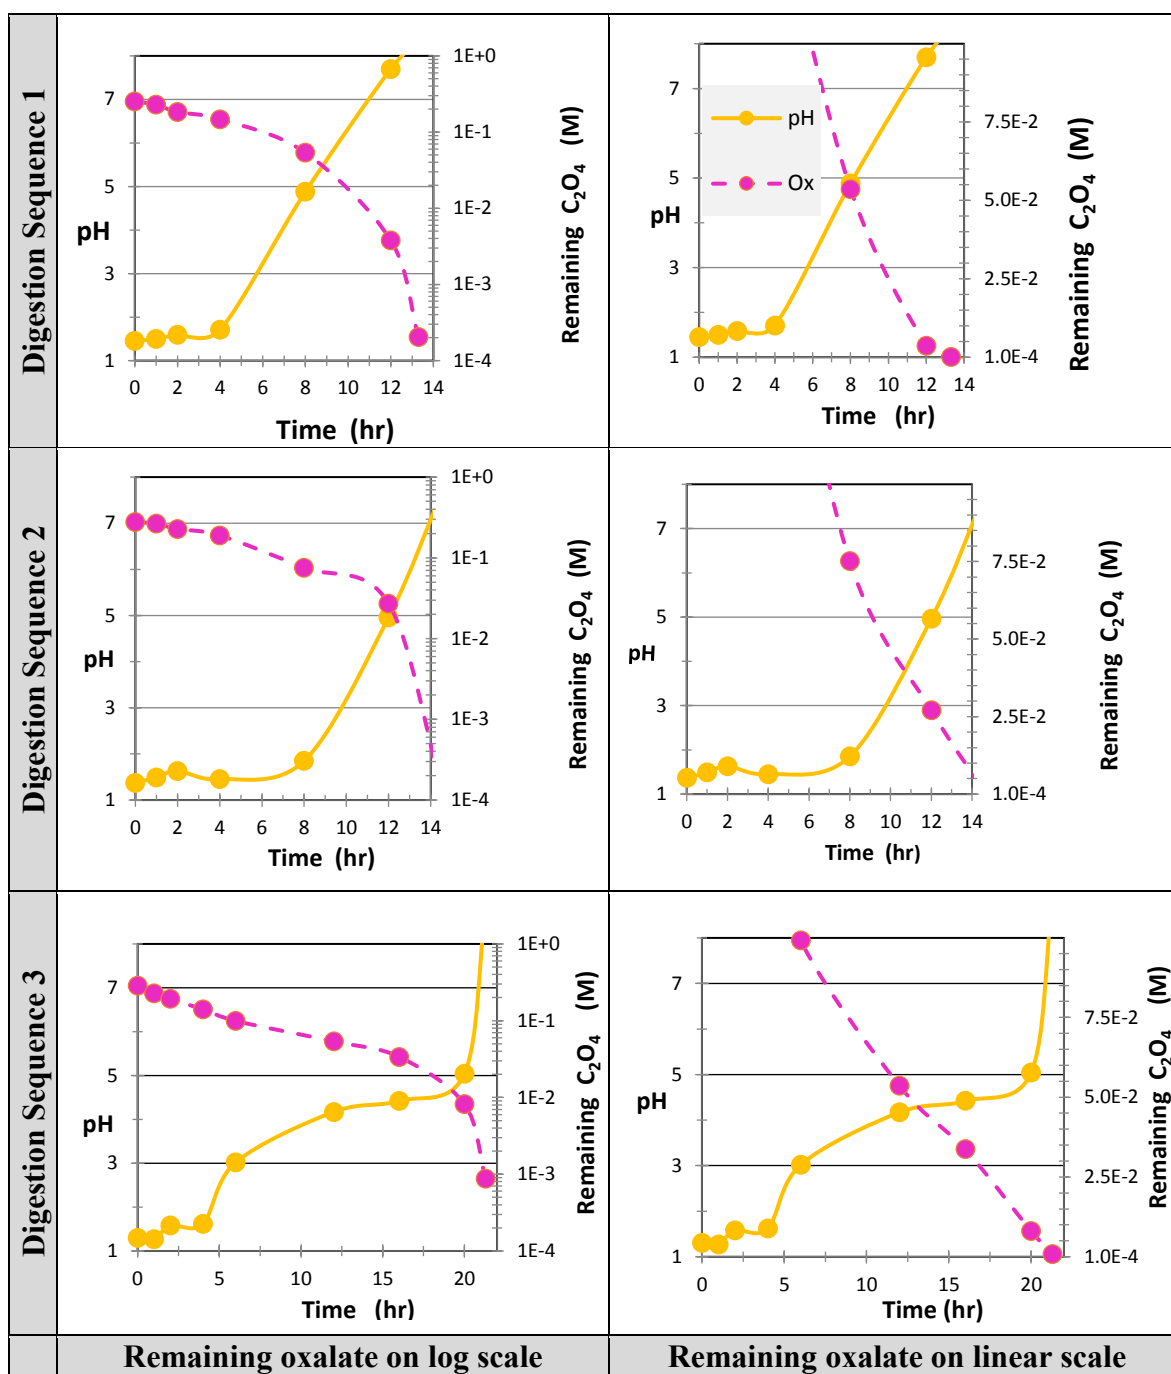 Digestion Sequence 1
7
5
pH
3
1
0 2 4 6 8 10 12 14
Time (hr)
1E+0
1E-1
1E-2
1E-3
1E-4
Remaining C2O4 (M)
7
5
pH
3
1
0 2 4 6 8 10 12 14
Time (hr)
pH
Ox
7.5E-2
5.0E-2
2.5E-2
1.0E-4
Remaining C2O4 (M)
Digestion Sequence 2
7
5
pH
3
1
0 2 4 6 8 10 12 14
Time (hr)
1E+0
1E-1
1E-2
1E-3
1E-4
Remaining C2O4 (M)
7
5
pH
3
1
0 2 4 6 8 10 12 14
Time (hr)
7.5E-2
5.0E-2
2.5E-2
1.0E-4
Remaining C2O4 (M)
Digestion Sequence 3
7
5
pH
3
1
0 5 10 15 20
Time (hr)
1E+0
1E-1
1E-2
1E-3
1E-4
Remaining C2O4 (M)
7
5
pH
3
1
0 5 10 15 20
Time (hr)
7.5E-2
5.0E-2
2.5E-2
1.0E-4
Remaining C2O4 (M)
Remaining oxalate on log scale
Remaining oxalate on linear scale